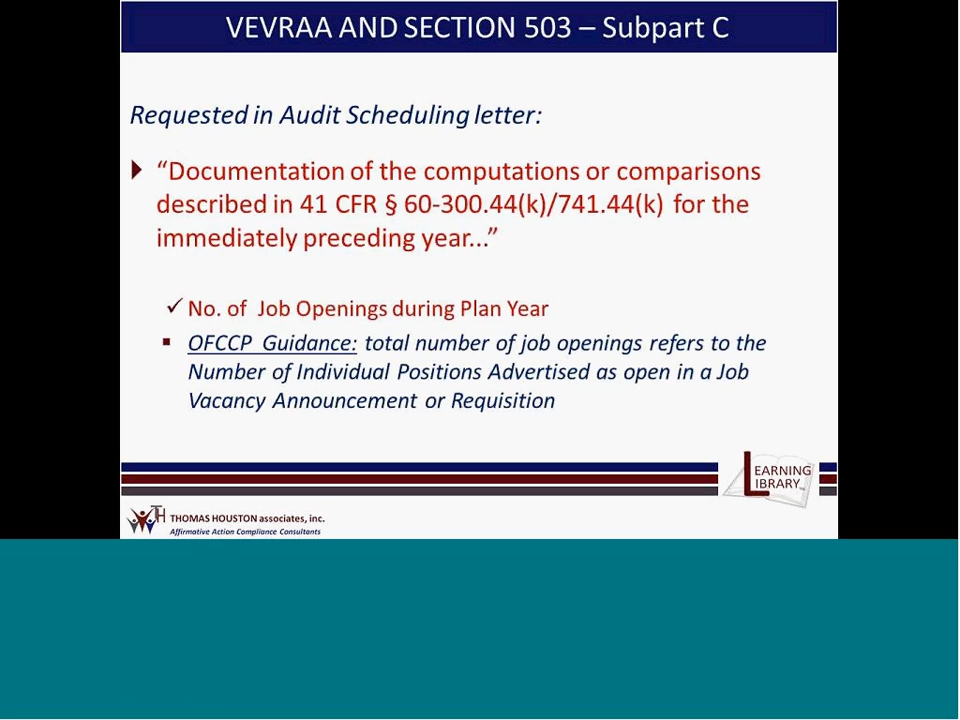 VEVRAA AND SECTION 503 – Subpart C
Requested in Audit Scheduling letter:
“Documentation of the computations or comparisons
described in 41 CFR § 60-300.44(k)/741.44(k) for the
immediately preceding year...”
✓ No. of Job Openings during Plan Year
▪ OFCCP Guidance: total number of job openings refers to the
Number of Individual Positions Advertised as open in a Job
Vacancy Announcement or Requisition
LEARNING
LIBRARY
TH THOMAS HOUSTON associates, inc.
Affirmative Action Compliance Consultants